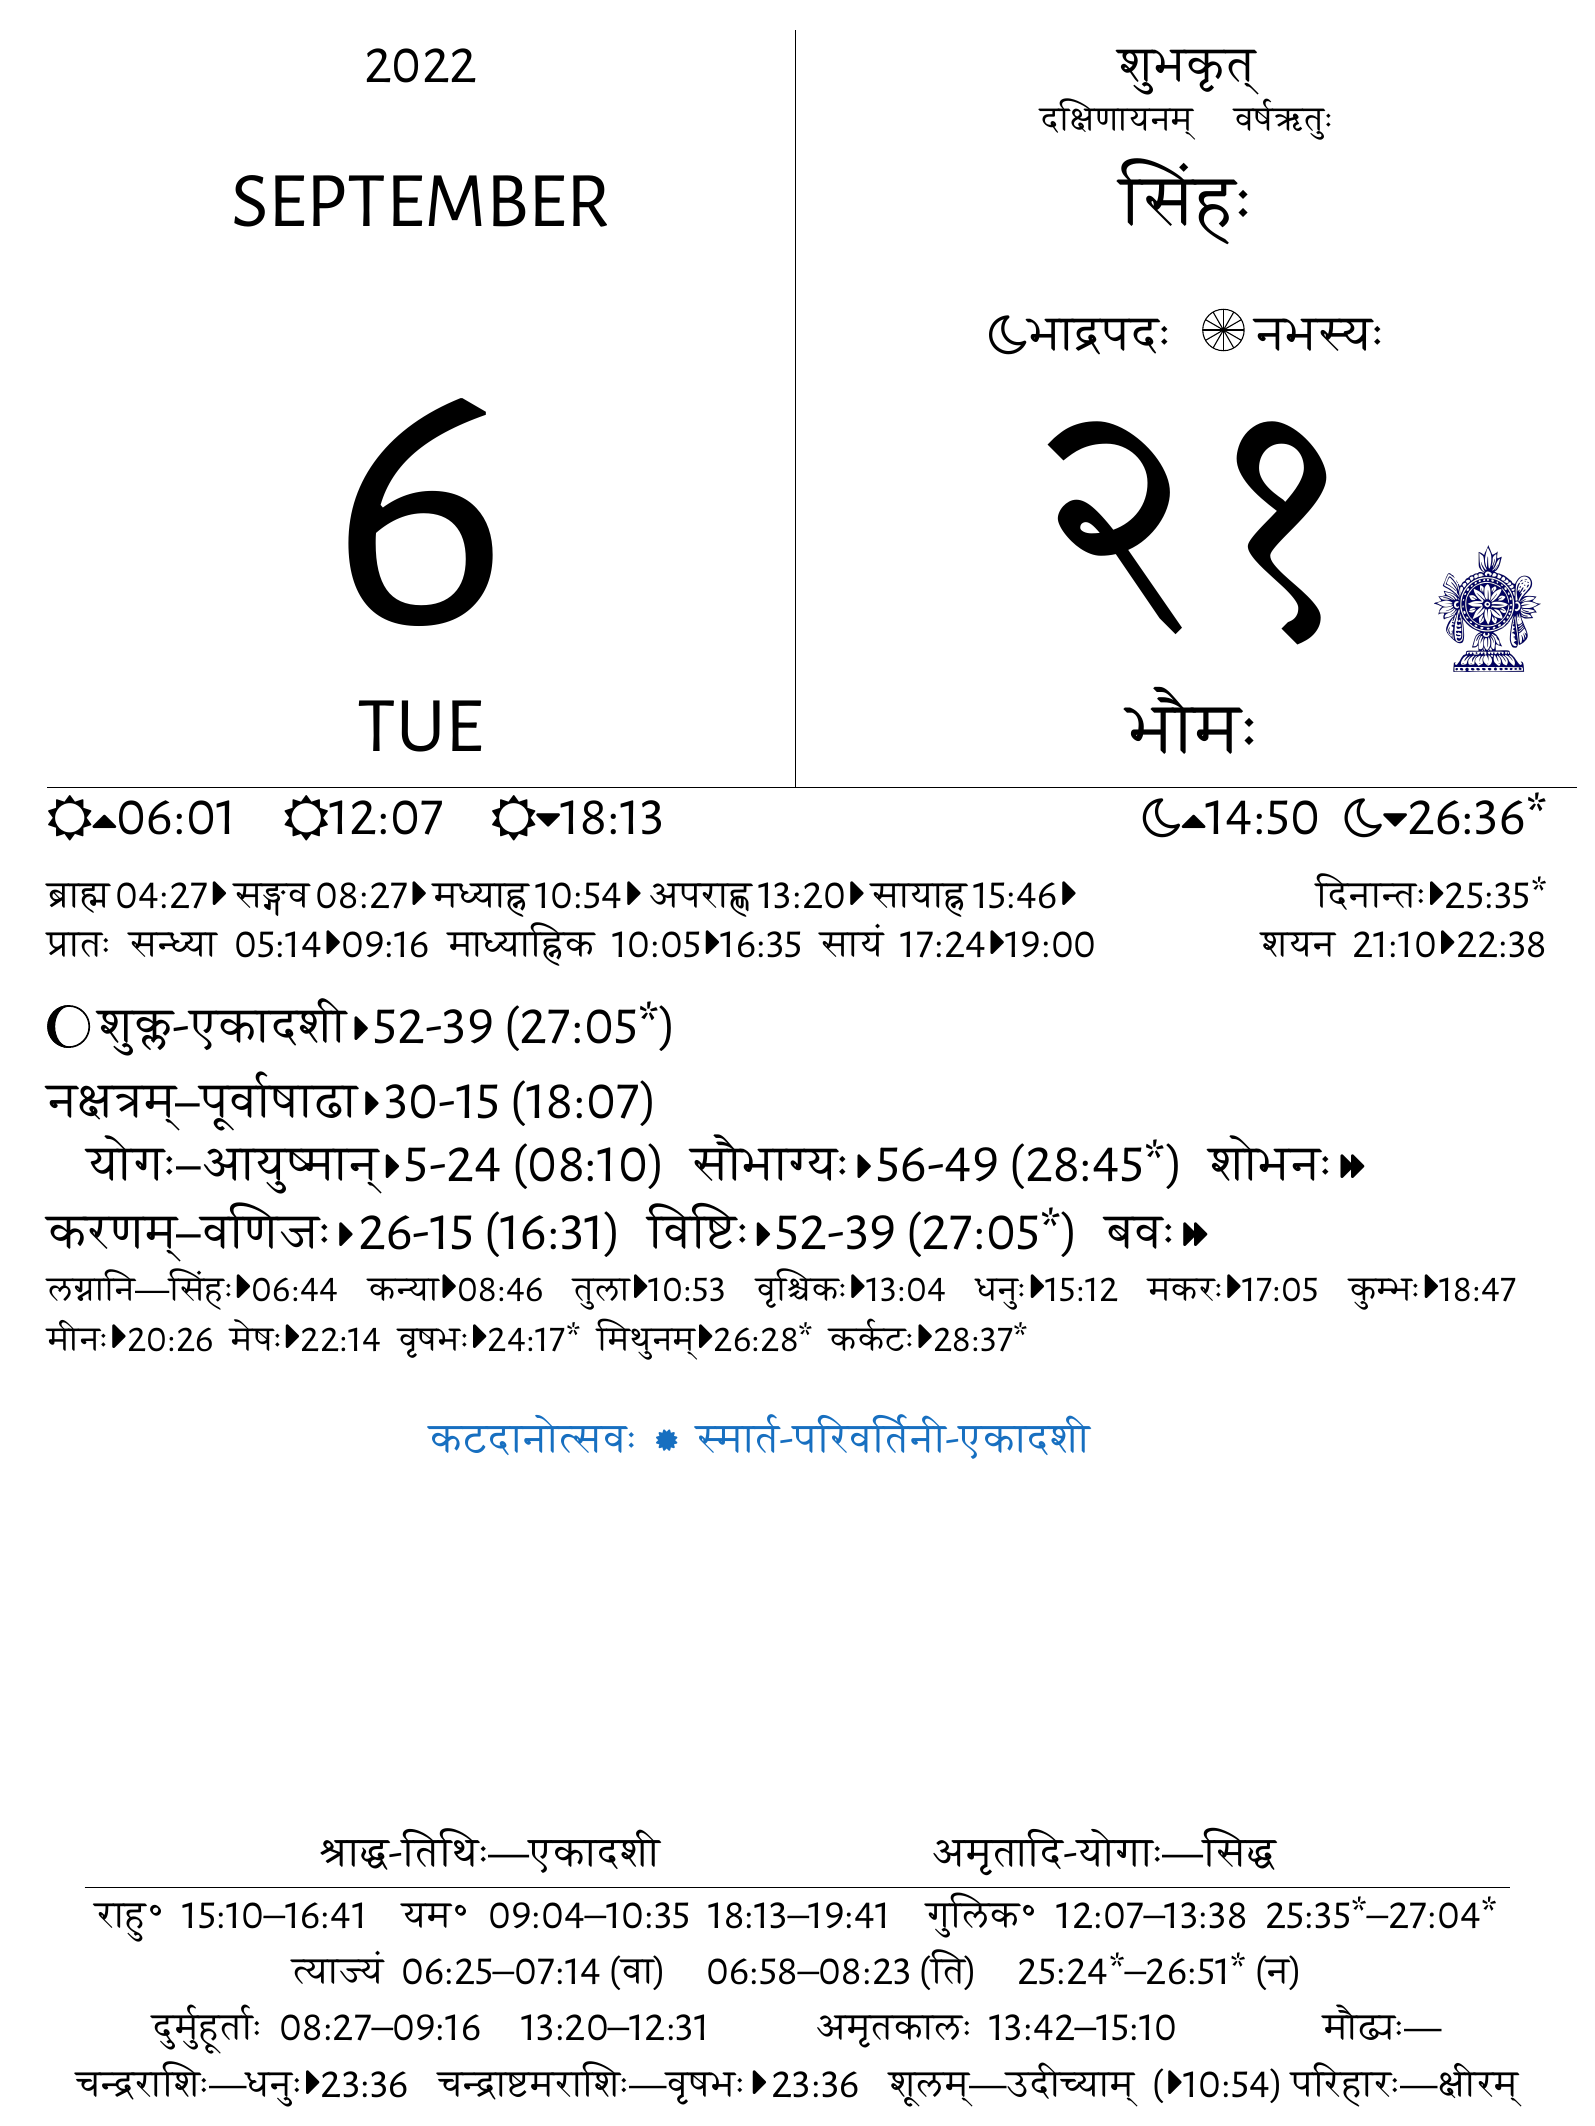 2022
SEPTEMBER
6
TUE
शुभकृत्
दक्षिणायनम् वर्षऋतुः
सिंहः
भाद्रपदः नभस्यः
२१
भौमः
06:01 12:07 18:13 14:50 26:36*
ब्राह्म 04:27 सङ्गव 08:27 मध्याह्न 10:54 अपराह्ण 13:20 सायाह्न 15:46 दिनान्तः 25:35*
प्रातः सन्ध्या 05:14 09:16 माध्याह्निक 10:05 16:35 सायं 17:24 19:00 शयन 21:10 22:38
शुक्ल-एकादशी 52-39 (27:05*)
नक्षत्रम्–पूर्वाषाढा 30-15 (18:07)
योगः–आयुष्मान् 5-24 (08:10) सौभाग्यः 56-49 (28:45*) शोभनः
करणम्–वणिजः 26-15 (16:31) विष्टिः 52-39 (27:05*) बवः
लग्नानि—सिंहः 06:44 कन्या 08:46 तुला 10:53 वृश्चिकः 13:04 धनुः 15:12 मकरः 17:05 कुम्भः 18:47
मीनः 20:26 मेषः 22:14 वृषभः 24:17* मिथुनम् 26:28* कर्कटः 28:37*
कटदानोत्सवः स्मार्त-परिवर्तिनी-एकादशी
श्राद्ध-तिथिः—एकादशी अमृतादि-योगाः—सिद्ध
राहु॰ 15:10–16:41 यम॰ 09:04–10:35 18:13–19:41 गुलिक॰ 12:07–13:38 25:35*–27:04*
त्याज्यं 06:25–07:14 (वा) 06:58–08:23 (ति) 25:24*–26:51* (न)
दुर्मुहूर्ताः 08:27–09:16 13:20–12:31 अमृतकालः 13:42–15:10 मौढ्यः—
चन्द्रराशिः—धनुः 23:36 चन्द्राष्टमराशिः—वृषभः 23:36 शूलम्—उदीच्याम् (10:54) परिहारः—क्षीरम्